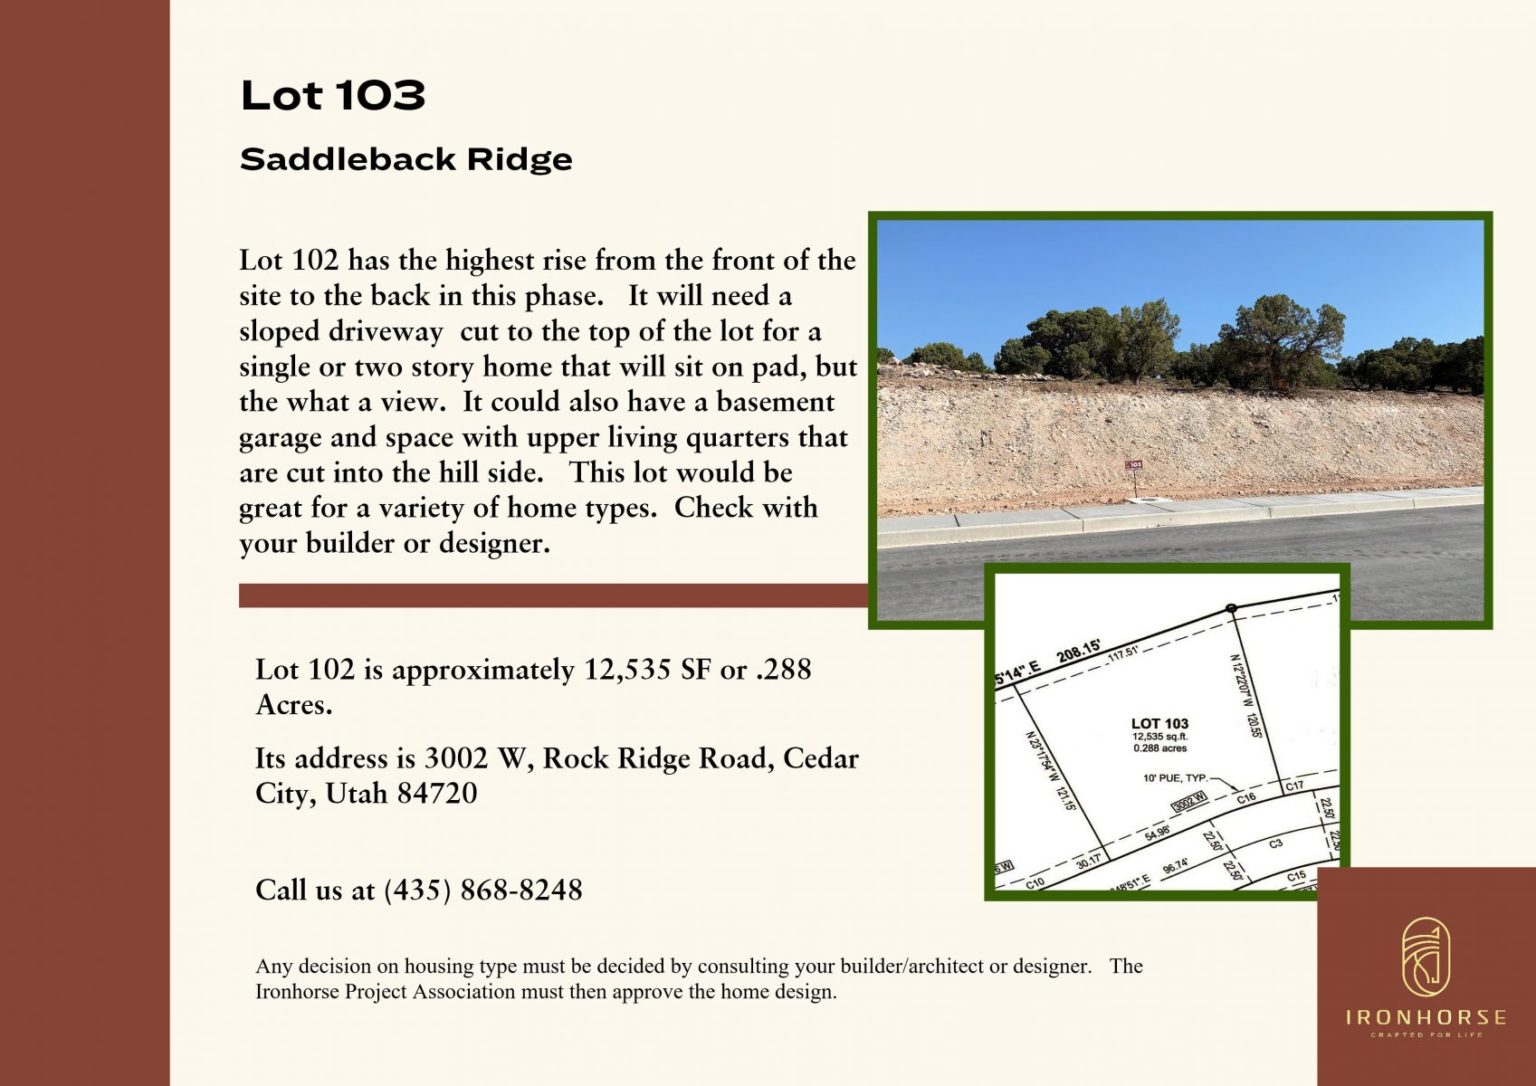 Lot 103
Saddleback Ridge
Lot 102 has the highest rise from the front of the
site to the back in this phase. It will need a
sloped driveway cut to the top of the lot for a
single or two story home that will sit on pad, but
the what a view. It could also have a basement
garage and space with upper living quarters that
are cut into the hill side. This lot would be
great for a variety of home types. Check with
your builder or designer.
103
Lot 102 is approximately 12,535 SF or .288
Acres.
Its address is 3002 W, Rock Ridge Road, Cedar
City, Utah 84720
Call us at (435) 868-8248
Any decision on housing type must be decided by consulting your builder/architect or designer. The
Ironhorse Project Association must then approve the home design.
5'14" E 208.15'
117.51'
N 23°17'54" W 121.15'
N 12°22'07" W 120.55'
LOT 103
12,535 sq.ft.
0.288 acres
10' PUE, TYP.
3002 W
C16
C17
54.98'
30.17'
C10
96.74'
22.50'
22.50'
C3
22.50'
22.50'
C15
48'51" E
IRONHORSE
CRAFTED FOR LIFE